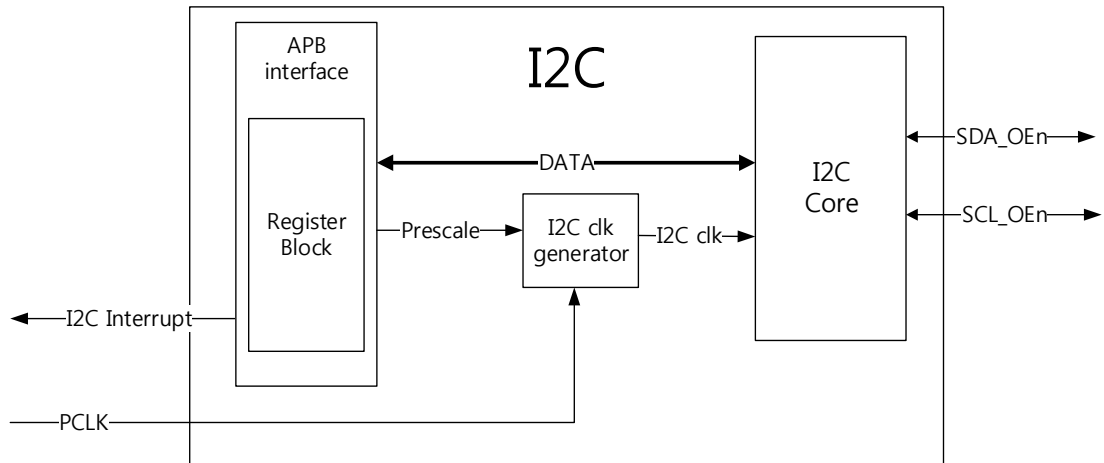 APB
interface
I2C
DATA
SDA_OEn
I2C
Core
Register
Block
Prescale
I2C clk
generator
I2C clk
SCL_OEn
I2C Interrupt
PCLK